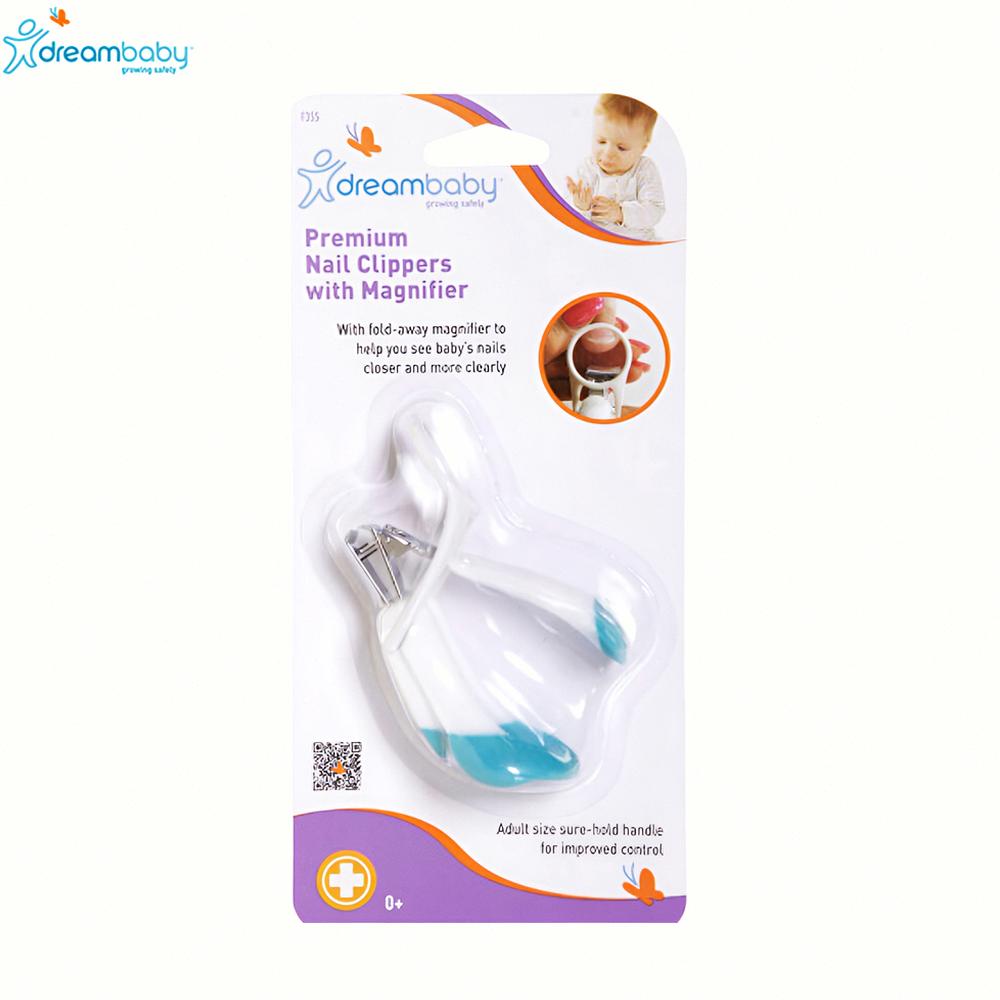 dreambaby
growing safely
F355
dreambaby
growing safely
Premium
Nail Clippers
with Magnifier
With fold-away magnifier to
help you see baby's nails
closer and more clearly
Adult size sure-hold handle
for improved control
0+